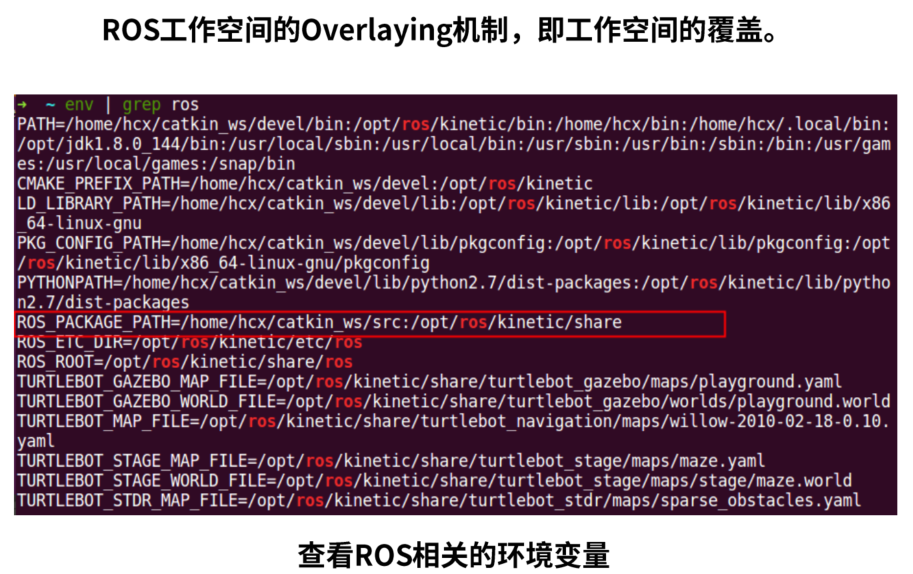 ROS工作空间的Overlaying机制，即工作空间的覆盖。
➜  ~ env | grep ros
PATH=/home/hcx/catkin_ws/devel/bin:/opt/ros/kinetic/bin:/home/hcx/bin:/home/hcx/.local/bin:
/opt/jdk1.8.0_144/bin:/usr/local/sbin:/usr/local/bin:/usr/sbin:/usr/bin:/sbin:/bin:/usr/gam
es:/usr/local/games:/snap/bin
CMAKE_PREFIX_PATH=/home/hcx/catkin_ws/devel:/opt/ros/kinetic
LD_LIBRARY_PATH=/home/hcx/catkin_ws/devel/lib:/opt/ros/kinetic/lib:/opt/ros/kinetic/lib/x86
_64-linux-gnu
PKG_CONFIG_PATH=/home/hcx/catkin_ws/devel/lib/pkgconfig:/opt/ros/kinetic/lib/pkgconfig:/opt
/ros/kinetic/lib/x86_64-linux-gnu/pkgconfig
PYTHONPATH=/home/hcx/catkin_ws/devel/lib/python2.7/dist-packages:/opt/ros/kinetic/lib/pytho
n2.7/dist-packages
ROS_PACKAGE_PATH=/home/hcx/catkin_ws/src:/opt/ros/kinetic/share
ROS_ETC_DIR=/opt/ros/kinetic/etc/ros
ROS_ROOT=/opt/ros/kinetic/share/ros
TURTLEBOT_GAZEBO_MAP_FILE=/opt/ros/kinetic/share/turtlebot_gazebo/maps/playground.yaml
TURTLEBOT_GAZEBO_WORLD_FILE=/opt/ros/kinetic/share/turtlebot_gazebo/worlds/playground.world
TURTLEBOT_MAP_FILE=/opt/ros/kinetic/share/turtlebot_navigation/maps/willow-2010-02-18-0.10.
yaml
TURTLEBOT_STAGE_MAP_FILE=/opt/ros/kinetic/share/turtlebot_stage/maps/maze.yaml
TURTLEBOT_STAGE_WORLD_FILE=/opt/ros/kinetic/share/turtlebot_stage/maps/stage/maze.world
TURTLEBOT_STDR_MAP_FILE=/opt/ros/kinetic/share/turtlebot_stdr/maps/sparse_obstacles.yaml
查看ROS相关的环境变量